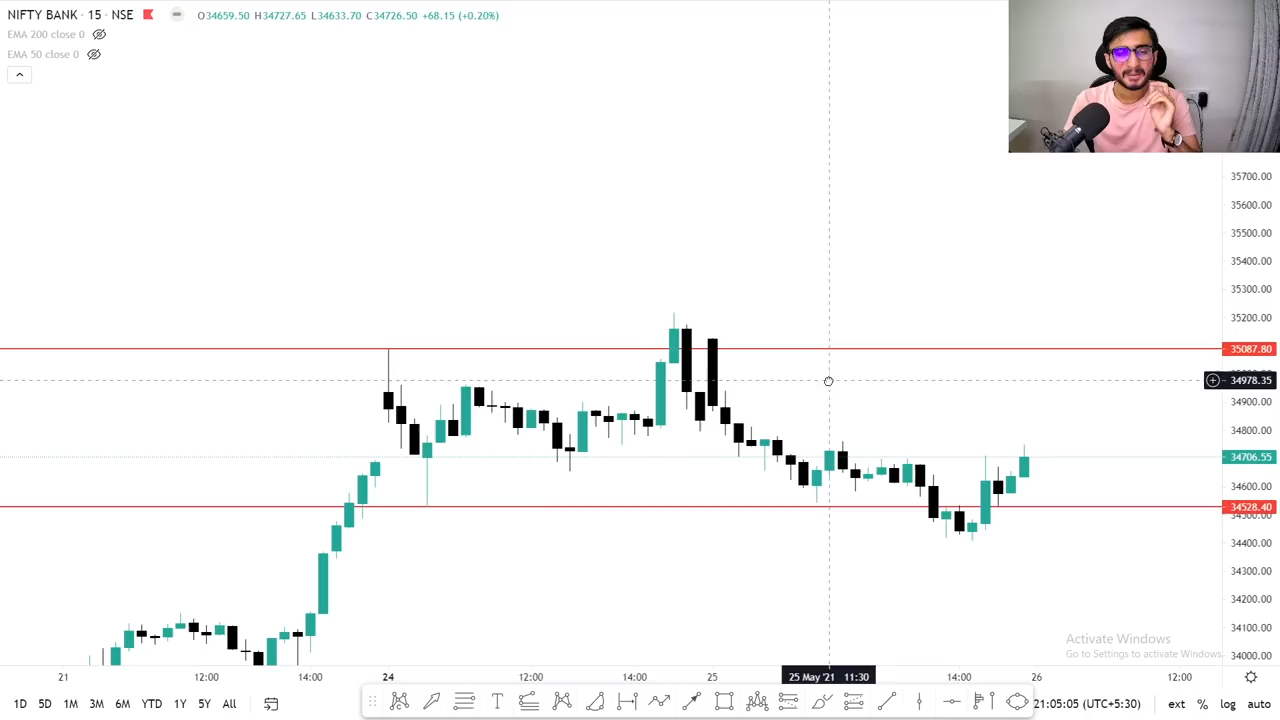 NIFTY BANK · 15 · NSE O34659.50 H34727.65 L34633.70 C34726.50 +68.15 (+0.20%)
EMA 200 close 0
EMA 50 close 0
35700.00
35600.00
35500.00
35400.00
35300.00
35200.00
35087.80
34978.35
34900.00
34800.00
34706.55
34600.00
34528.40
34400.00
34300.00
34200.00
34100.00
34000.00
Activate Windows
Go to Settings to activate Windows.
21 12:00 14:00 24 12:00 14:00 25 25 May '21 11:30 14:00 26 12:00
1D 5D 1M 3M 6M YTD 1Y 5Y All 21:05:05 (UTC+5:30) ext % log auto